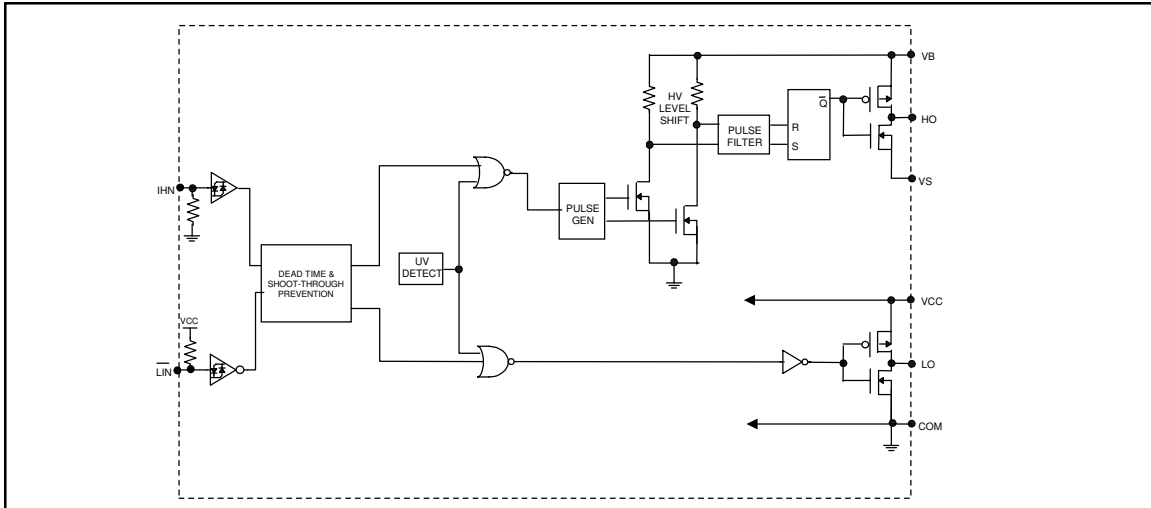 VB
HV
LEVEL
SHIFT
Q̅
HO
PULSE
FILTER
R
S
VS
IHN
PULSE
GEN
UV
DETECT
DEAD TIME &
SHOOT-THROUGH
PREVENTION
VCC
VCC
L̅I̅N̅
LO
COM